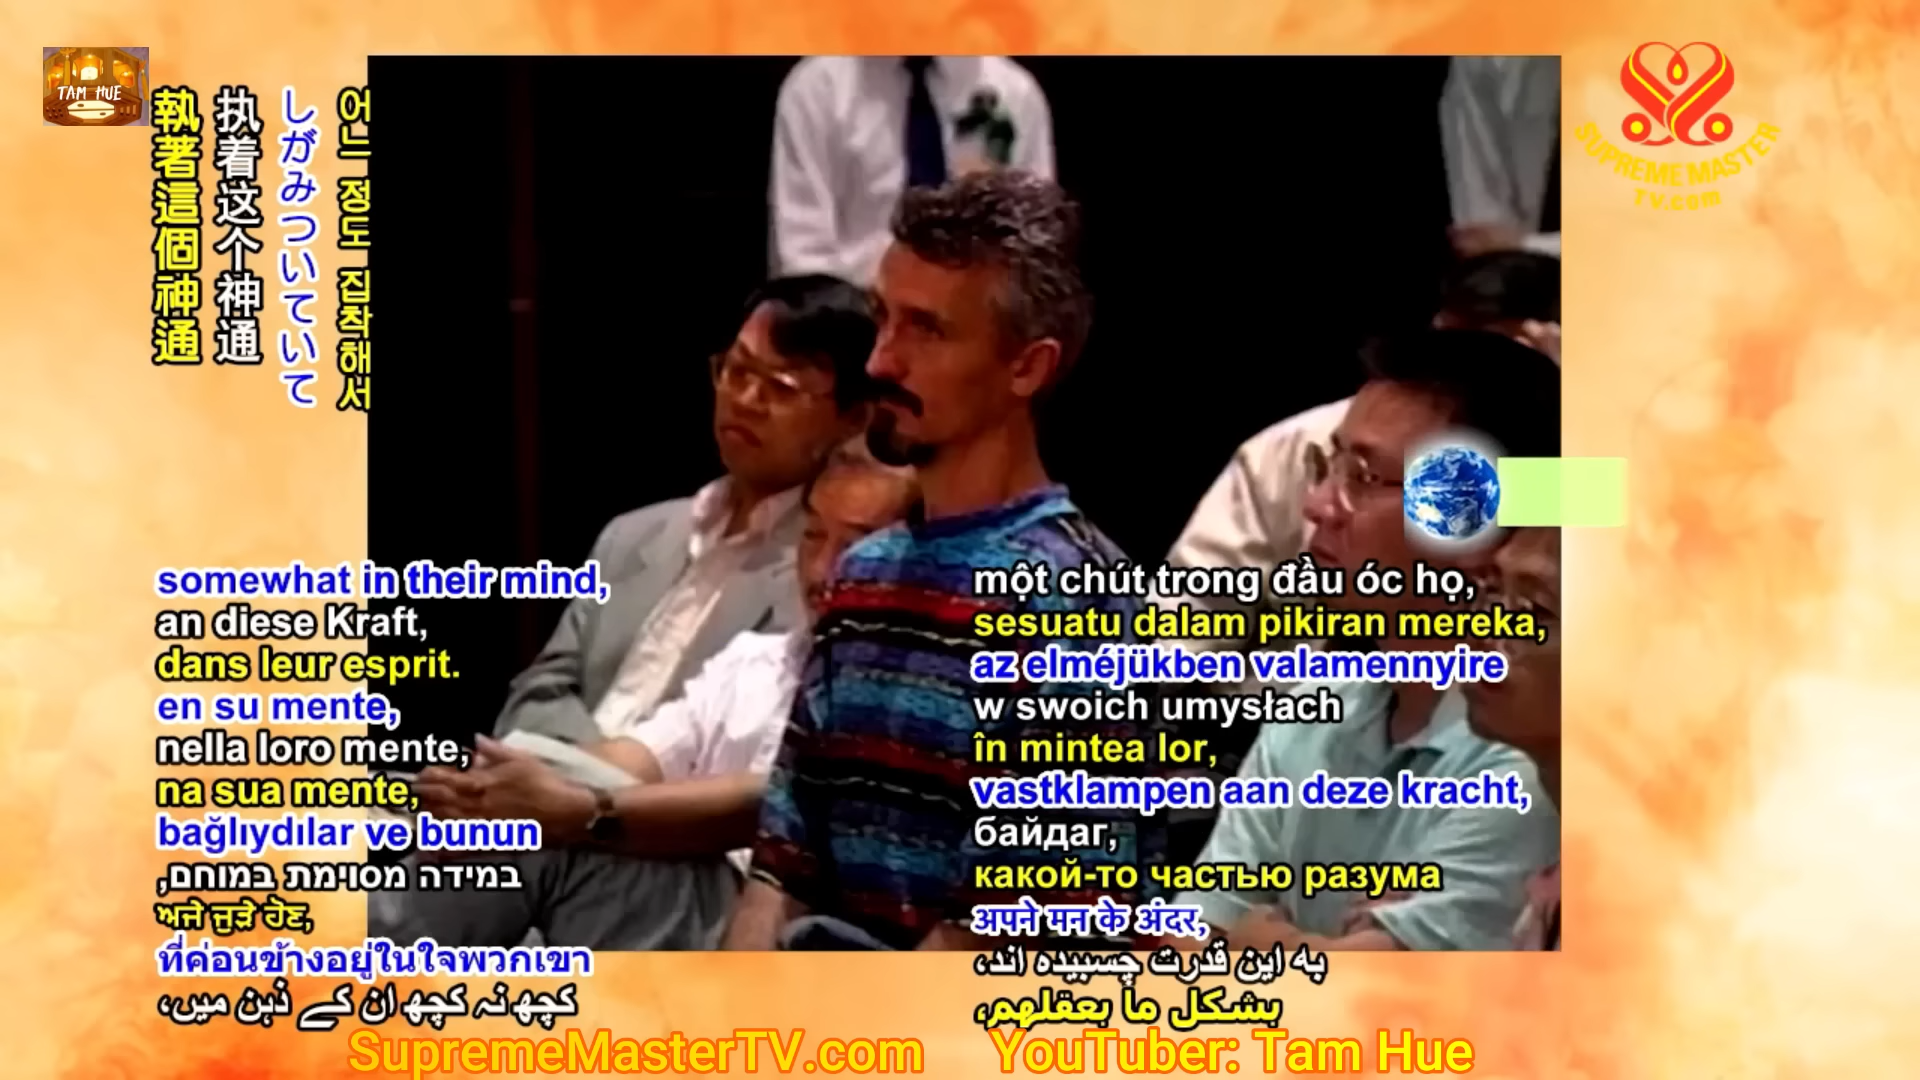 TAM HUE
執著這個神通
执着这个神通
しがみついていて
어느 정도 집착해서
SUPREME MASTER
TV.com
somewhat in their mind,
an diese Kraft,
dans leur esprit.
en su mente,
nella loro mente,
na sua mente,
bağlıydılar ve bunun
במידה מסוימת במוחם,
ਅਜੇ ਜੁੜੇ ਹੋਣ,
ที่ค่อนข้างอยู่ในใจพวกเขา
کچھ نہ کچھ ان کے ذہن میں،
một chút trong đầu óc họ,
sesuatu dalam pikiran mereka,
az elméjükben valamennyire
w swoich umysłach
în mintea lor,
vastklampen aan deze kracht,
байдаг,
какой-то частью разума
अपने मन के अंदर,
به این قدرت چسبیده اند،
بشكل ما بعقلهم،
SupremeMasterTV.com
YouTuber: Tam Hue